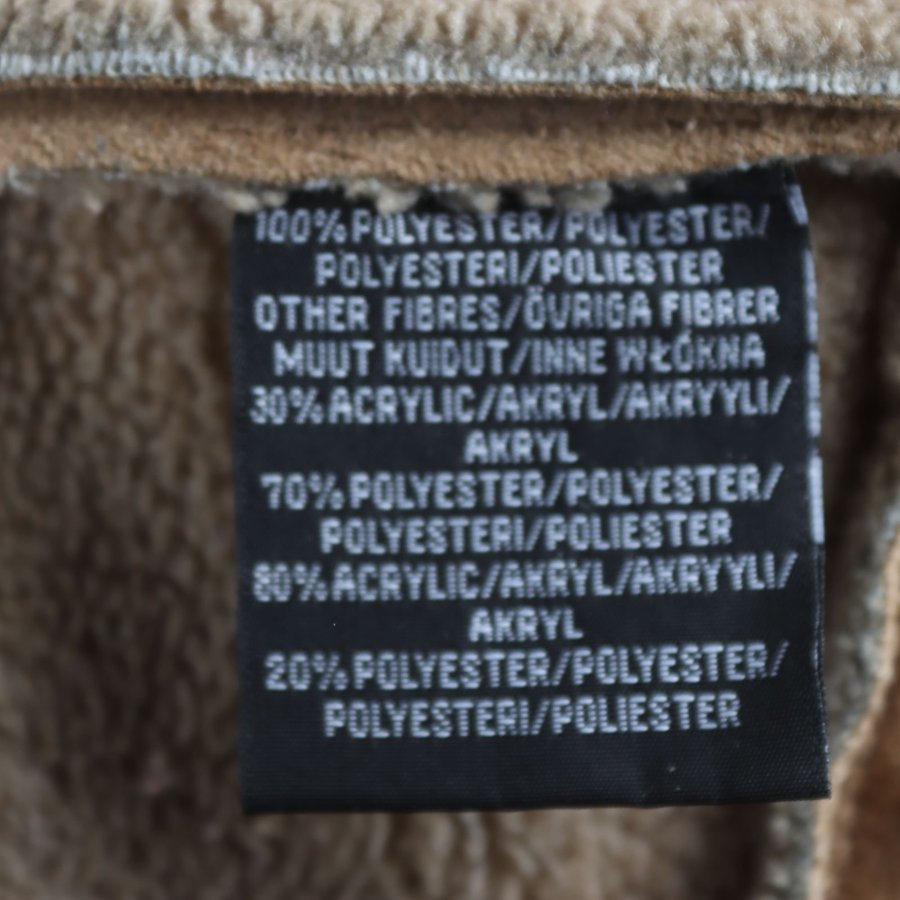 100% POLYESTER/POLYESTER/
POLYESTERI/POLIESTER
OTHER FIBRES/ÖVRIGA FIBRER
MUUT KUIDUT/INNE WŁÓKNA
30% ACRYLIC/AKRYL/AKRYYLI/
AKRYL
70% POLYESTER/POLYESTER/
POLYESTERI/POLIESTER
80% ACRYLIC/AKRYL/AKRYYLI/
AKRYL
20% POLYESTER/POLYESTER/
POLYESTERI/POLIESTER